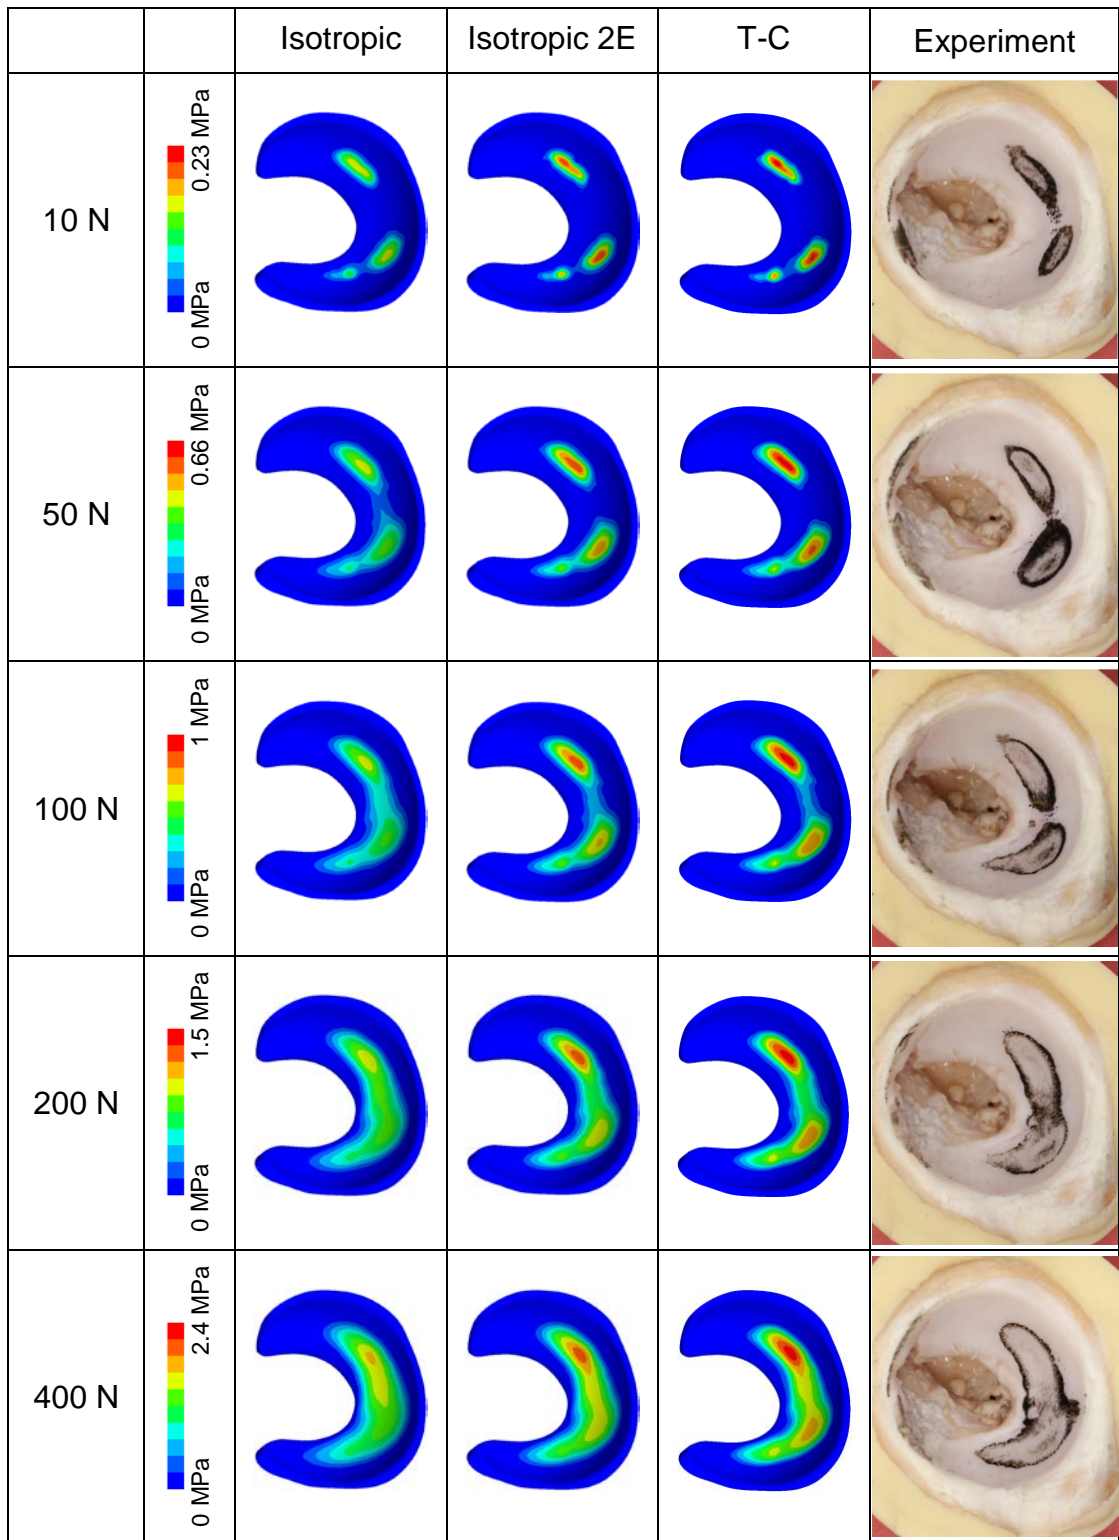 Isotropic
Isotropic 2E
T-C
Experiment
10 N
0 MPa
0.23 MPa
50 N
0 MPa
0.66 MPa
100 N
0 MPa
1 MPa
200 N
0 MPa
1.5 MPa
400 N
0 MPa
2.4 MPa